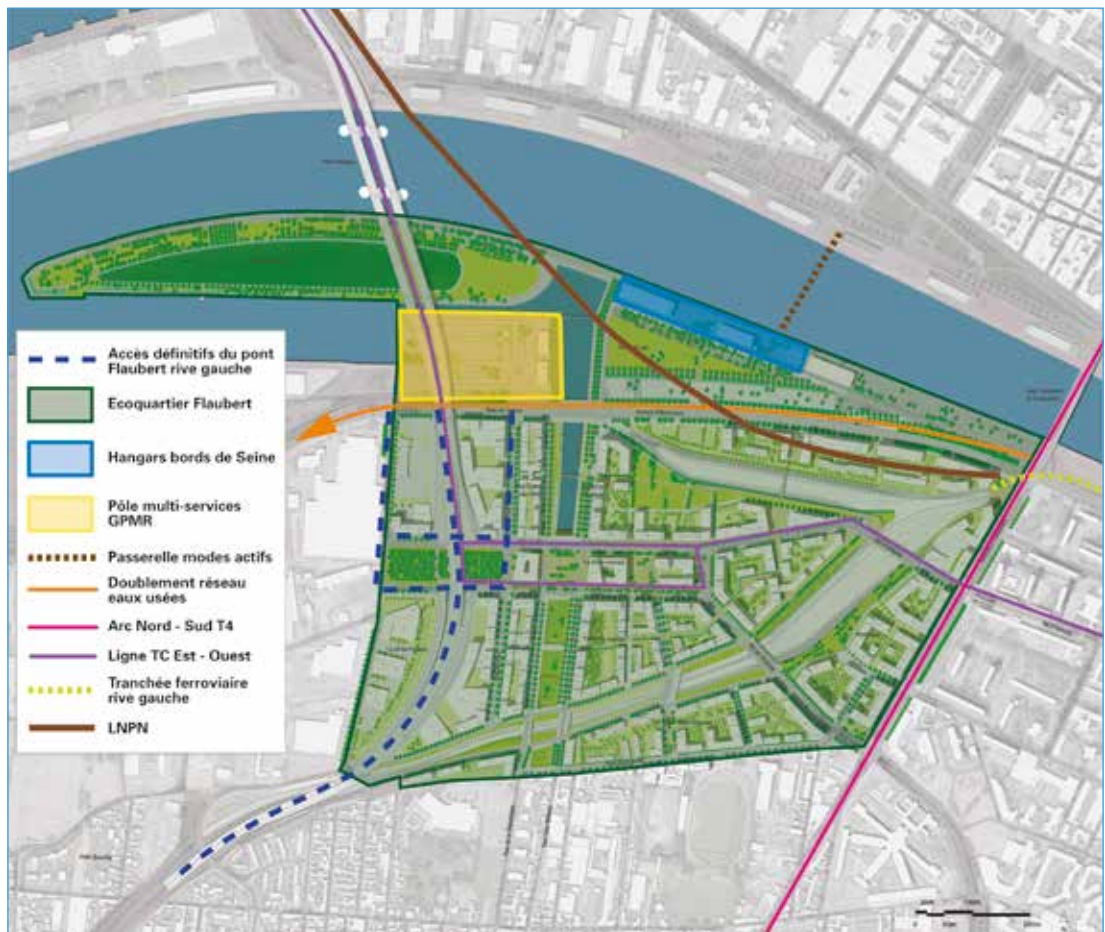 Accès définitifs du pont
Flaubert rive gauche
Ecoquartier Flaubert
Hangars bords de Seine
Pôle multi-services
GPMR
Passerelle modes actifs
Doublement réseau
eaux usées
Arc Nord - Sud T4
Ligne TC Est - Ouest
Tranchée ferroviaire
rive gauche
LNPN